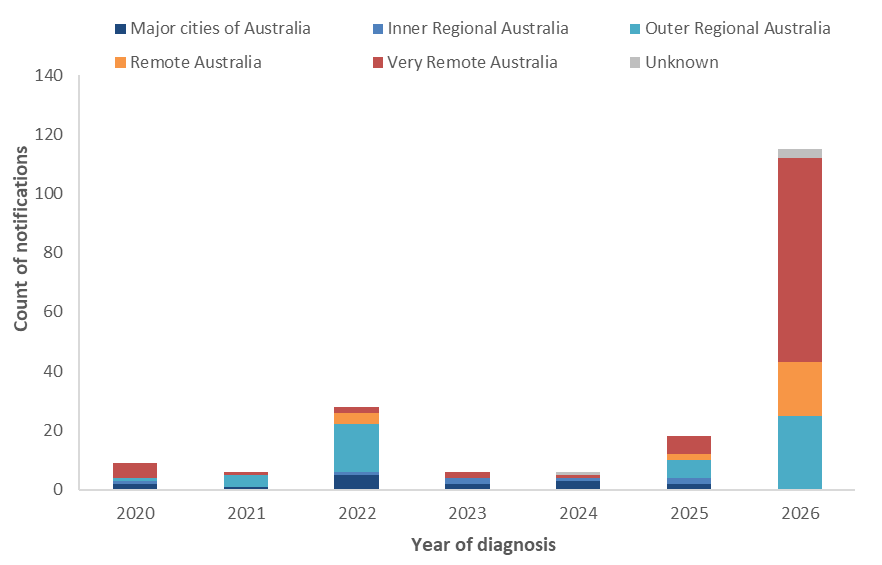 Major cities of Australia
Inner Regional Australia
Outer Regional Australia
Remote Australia
Very Remote Australia
Unknown
140
120
100
80
60
40
20
0
Count of notifications
2020
2021
2022
2023
2024
2025
2026
Year of diagnosis